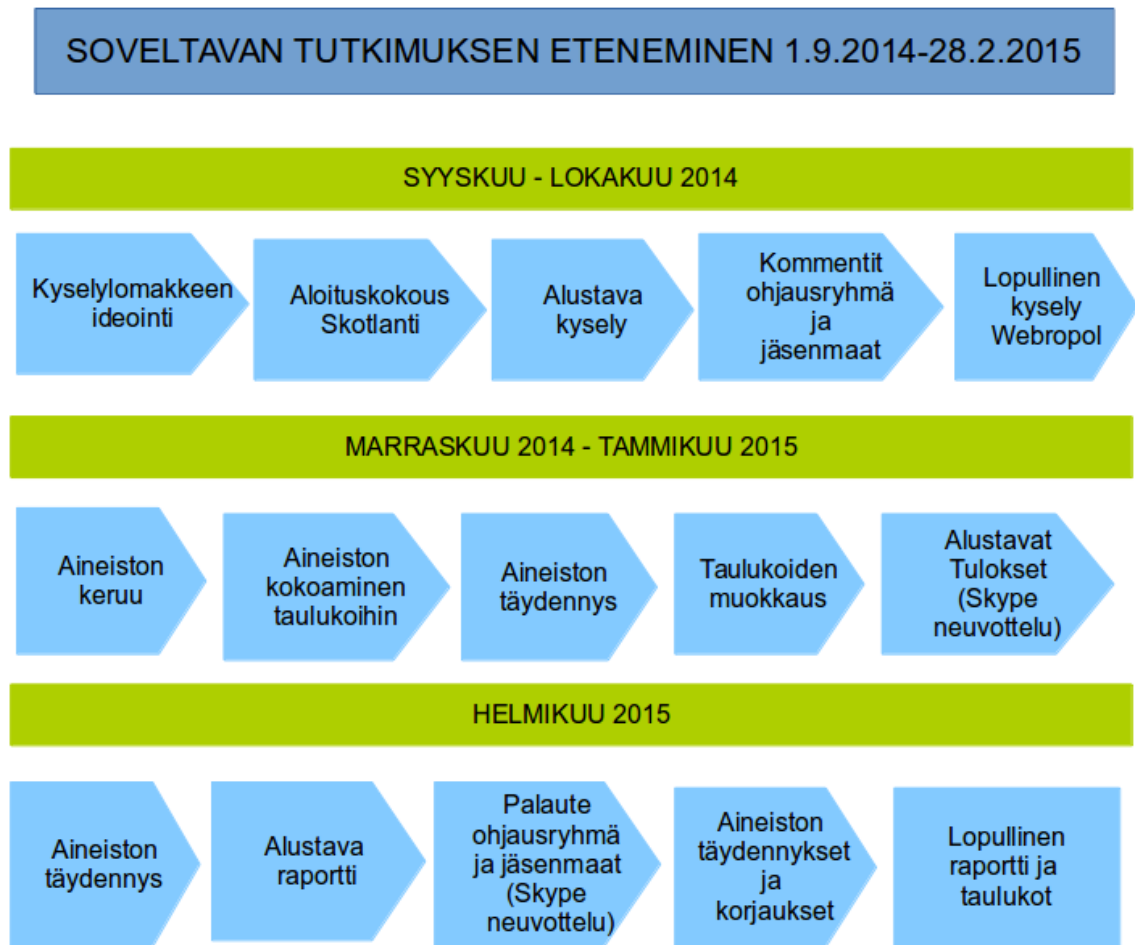 SOVELTAVAN TUTKIMUKSEN ETENEMINEN 1.9.2014-28.2.2015
SYYSKUU - LOKAKUU 2014
Kyselylomakkeen
ideointi
Aloituskokous
Skotlanti
Alustava
kysely
Kommentit
ohjausryhmä
ja
jäsenmaat
Lopullinen
kysely
Webropol
MARRASKUU 2014 - TAMMIKUU 2015
Aineiston
keruu
Aineiston
kokoaminen
taulukoihin
Aineiston
täydennys
Taulukoiden
muokkaus
Alustavat
Tulokset
(Skype
neuvottelu)
HELMIKUU 2015
Aineiston
täydennys
Alustava
raportti
Palaute
ohjausryhmä
ja jäsenmaat
(Skype
neuvottelu)
Aineiston
täydennykset
ja
korjaukset
Lopullinen
raportti ja
taulukot